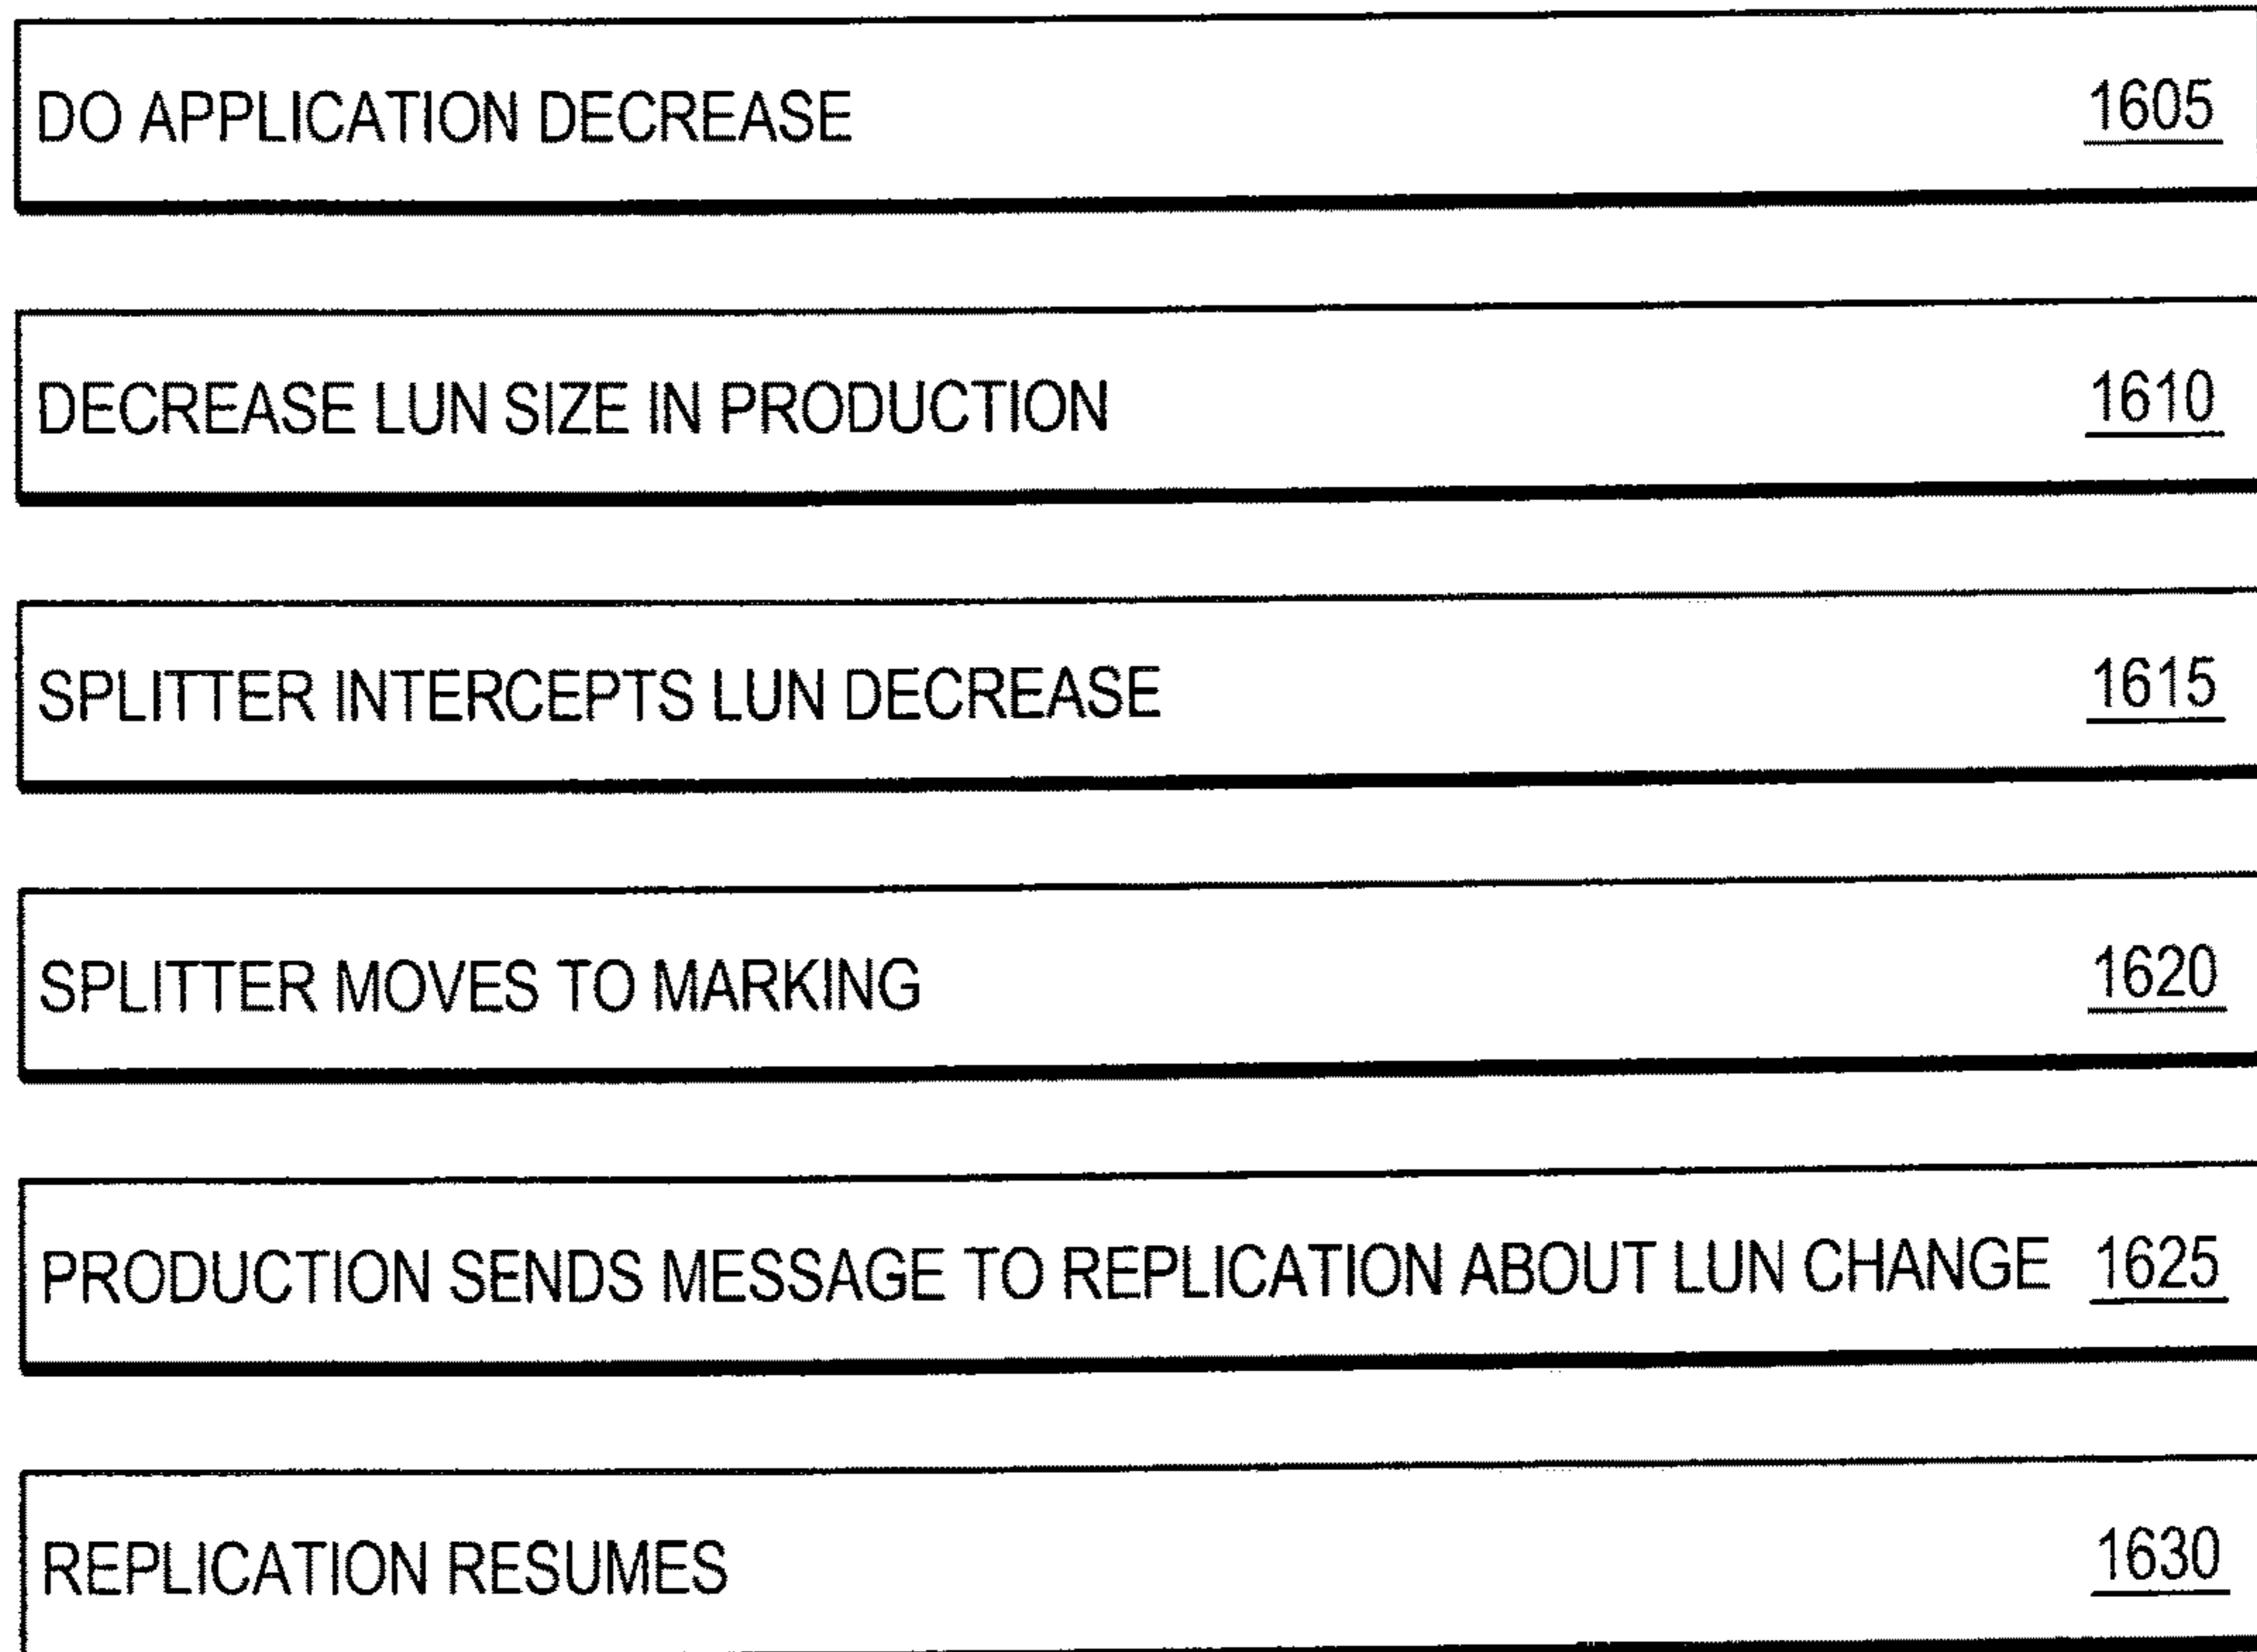 DO APPLICATION DECREASE 1605
DECREASE LUN SIZE IN PRODUCTION 1610
SPLITTER INTERCEPTS LUN DECREASE 1615
SPLITTER MOVES TO MARKING 1620
PRODUCTION SENDS MESSAGE TO REPLICATION ABOUT LUN CHANGE 1625
REPLICATION RESUMES 1630